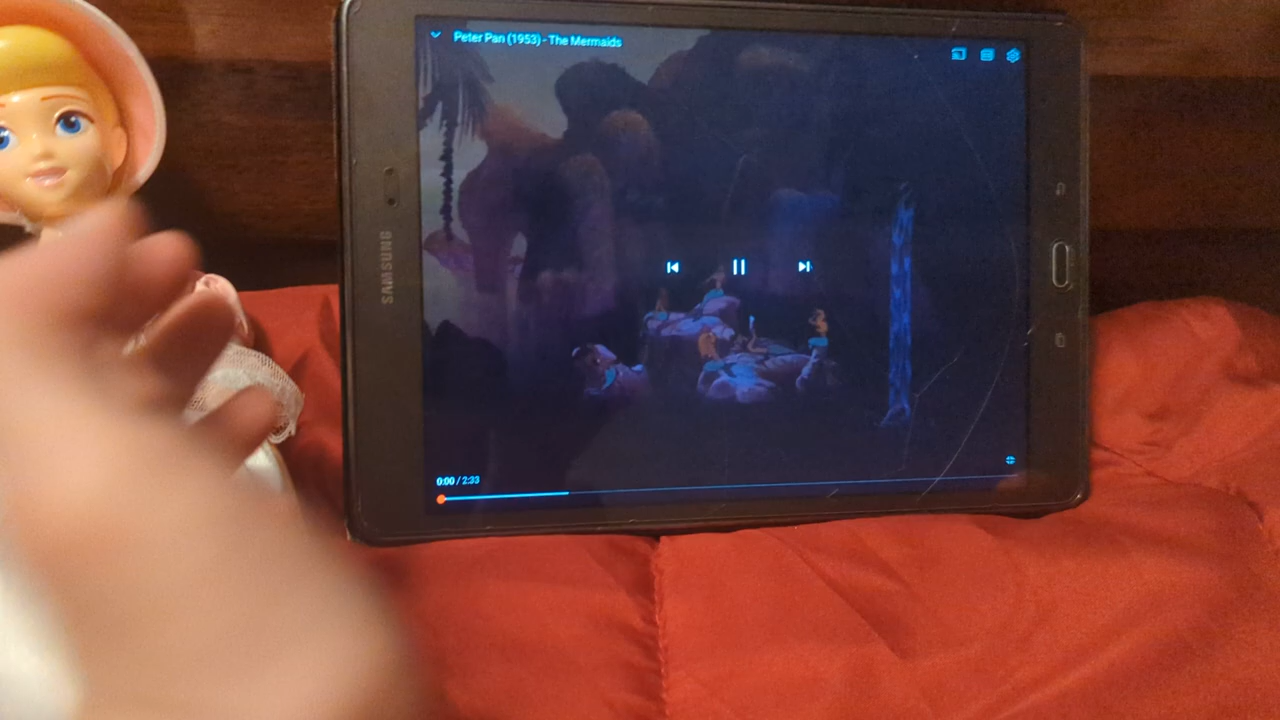 Peter Pan (1953) - The Mermaids
SAMSUNG
0:00 / 2:33